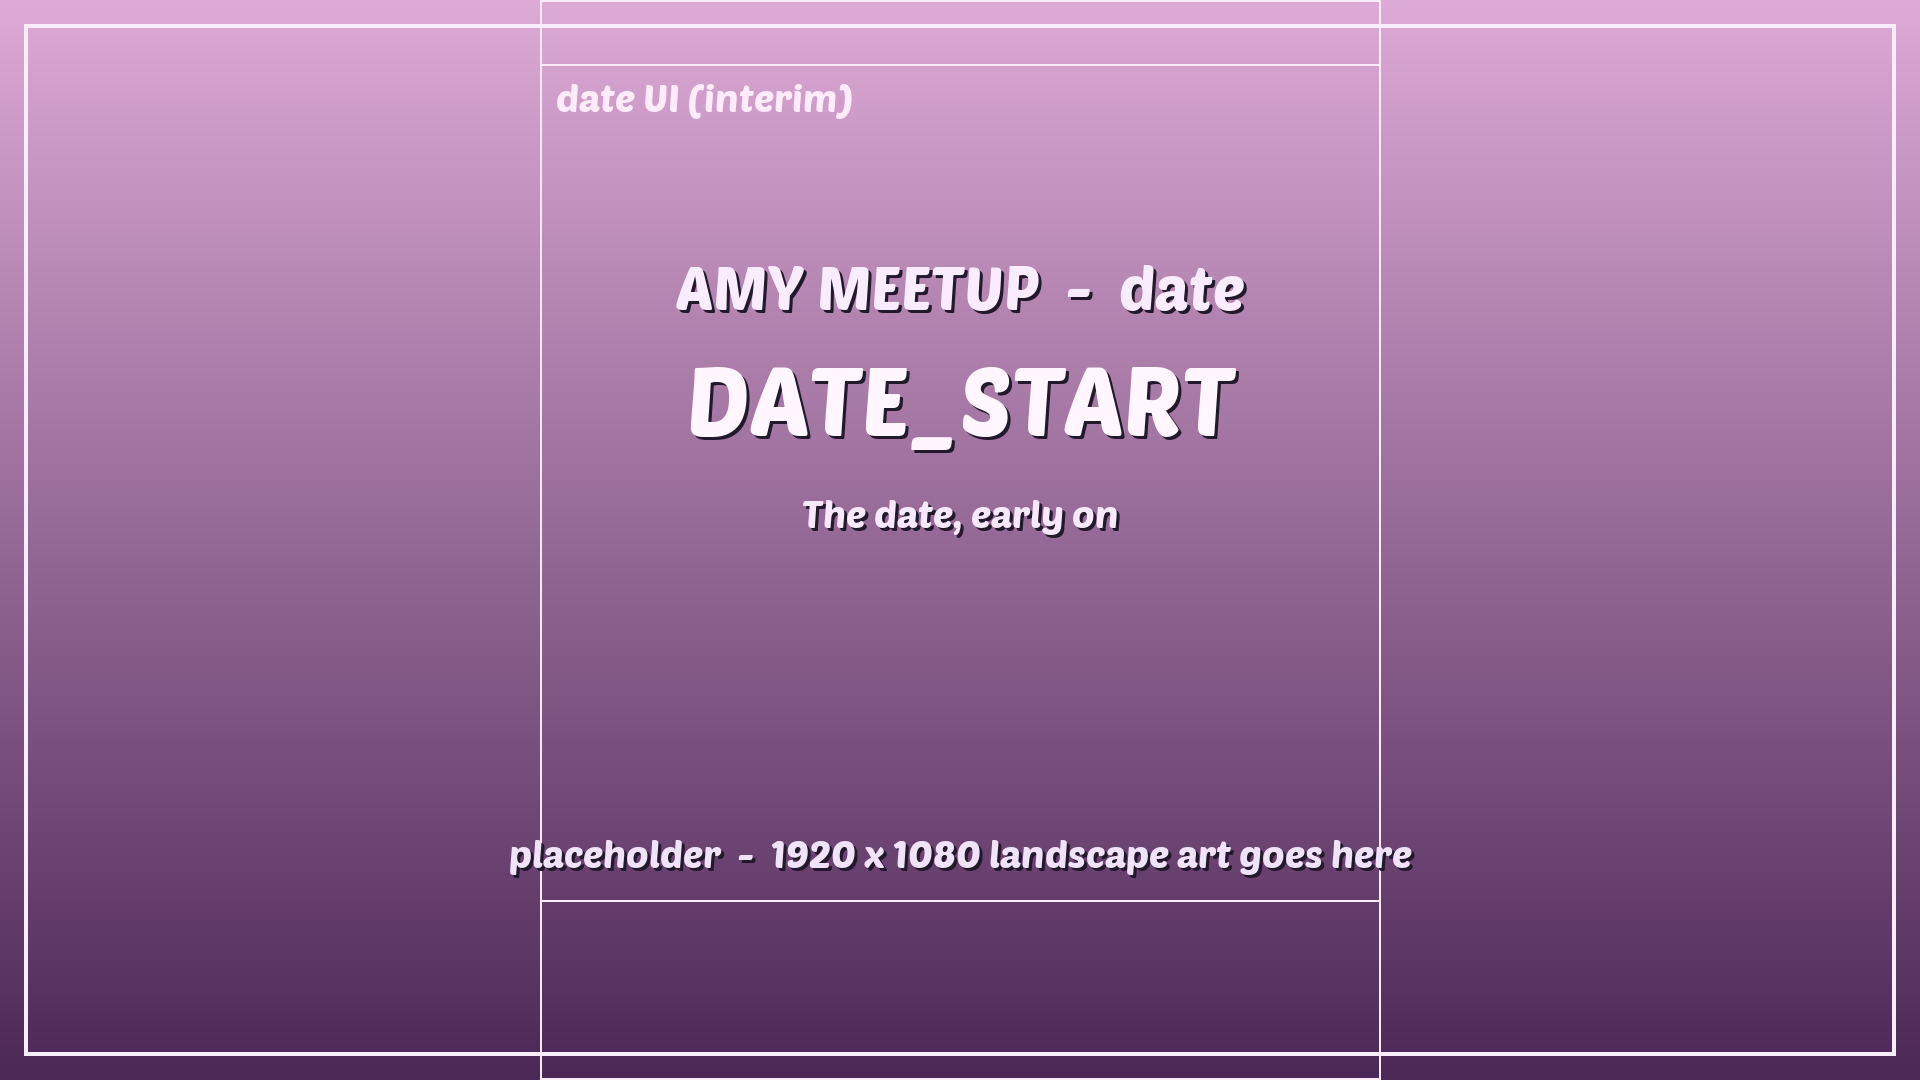 date UI (interim)
AMY MEETUP - date
DATE_START
The date, early on
placeholder - 1920 x 1080 landscape art goes here